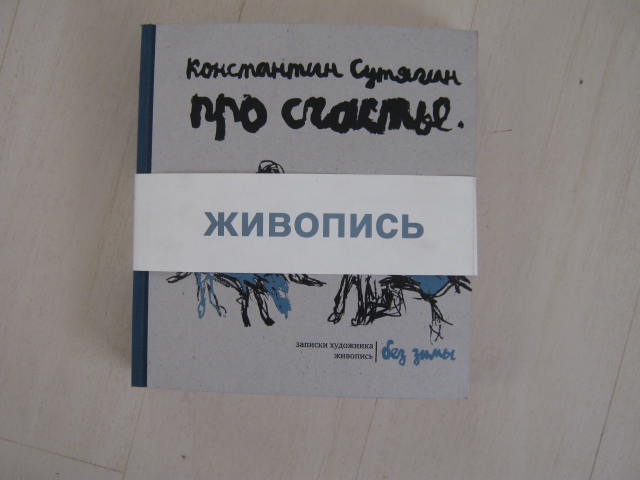 Константин Сутягин
про счастье.
ЖИВОПИСЬ
записки художника
живопись
без зимы